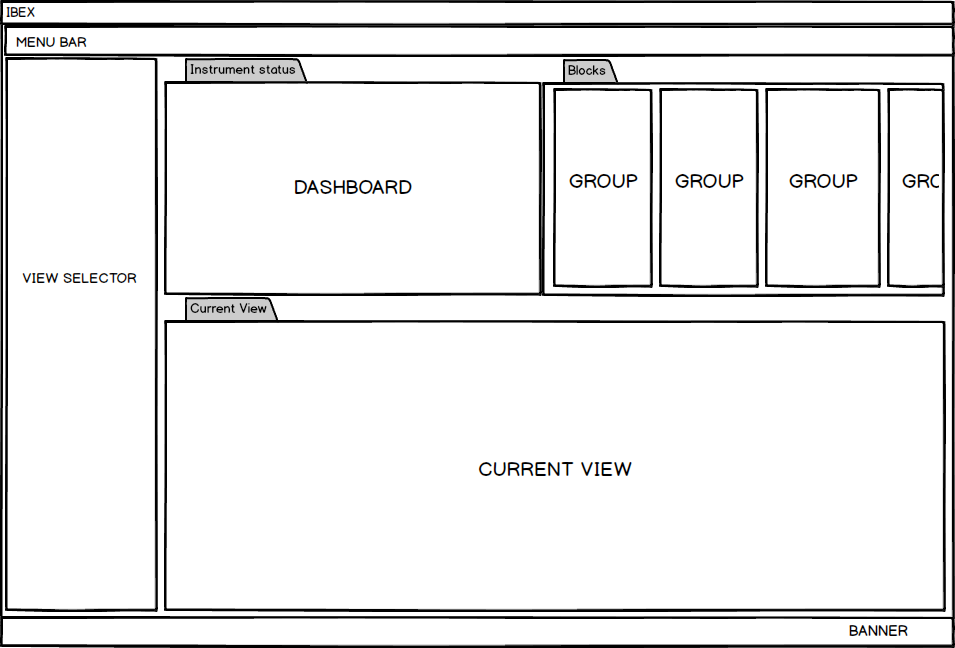 IBEX
MENU BAR
VIEW SELECTOR
Instrument status
DASHBOARD
Blocks
GROUP
GROUP
GROUP
GRO
Current View
CURRENT VIEW
BANNER